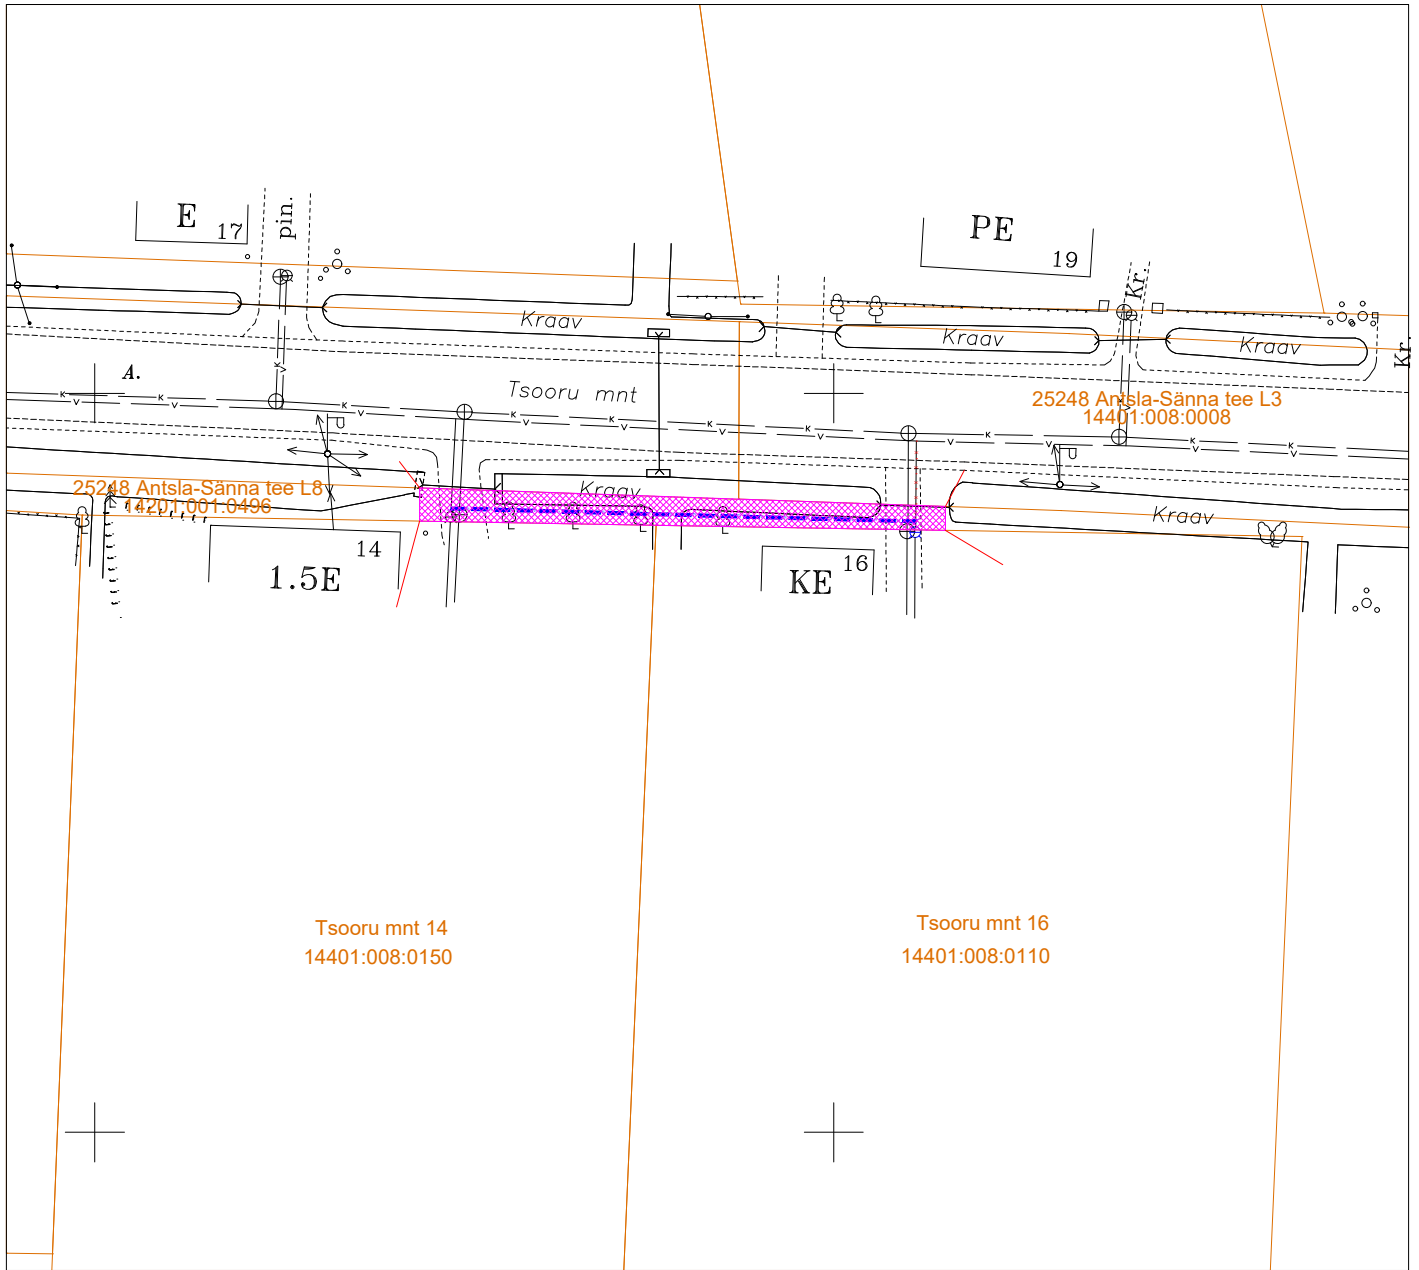 E
17
pin.
PE
19
Kr.
Kraav
Kraav
Kraav
Kr.
A.
Tsooru mnt
25248 Antsla-Sänna tee L3
14401:008:0008
25248 Antsla-Sänna tee L8
14201:001:0496
Kraav
Kraav
14
1.5E
16
KE
Tsooru mnt 14
14401:008:0150
Tsooru mnt 16
14401:008:0110